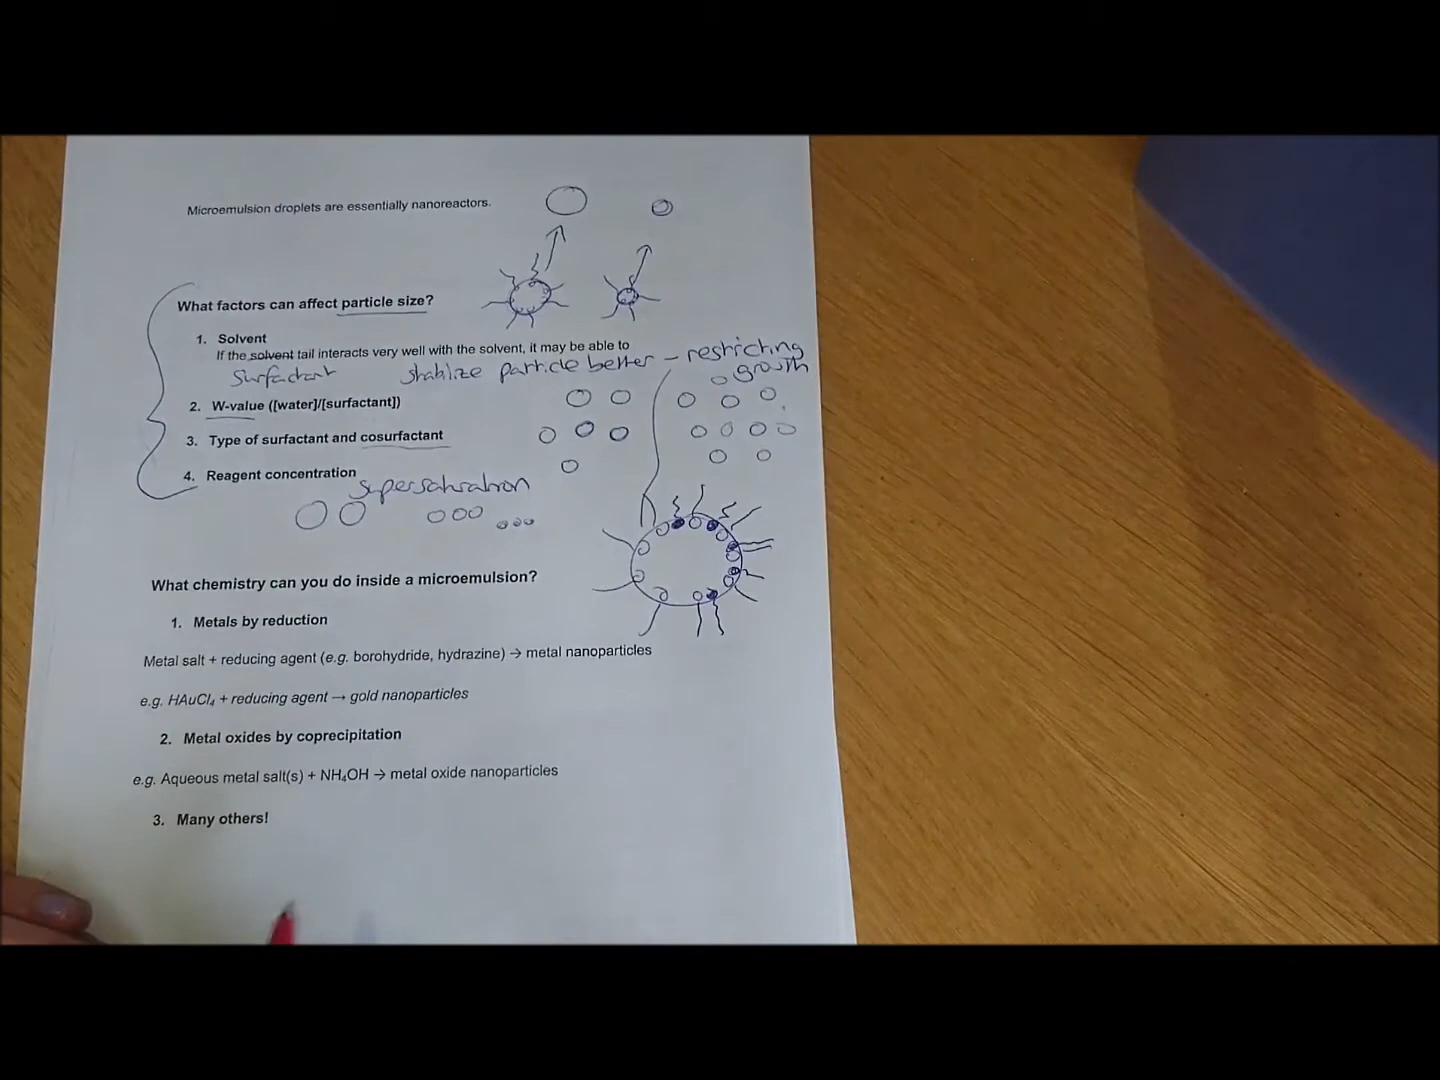 Microemulsion droplets are essentially nanoreactors.
What factors can affect particle size?
1. Solvent
If the solvent tail interacts very well with the solvent, it may be able to
Surfactant stabilize particle better - restricting
growth
2. W-value ([water]/[surfactant])
3. Type of surfactant and cosurfactant
4. Reagent concentration
supersaturation
What chemistry can you do inside a microemulsion?
1. Metals by reduction
Metal salt + reducing agent (e.g. borohydride, hydrazine) → metal nanoparticles
e.g. HAuCl₄ + reducing agent → gold nanoparticles
2. Metal oxides by coprecipitation
e.g. Aqueous metal salt(s) + NH₄OH → metal oxide nanoparticles
3. Many others!